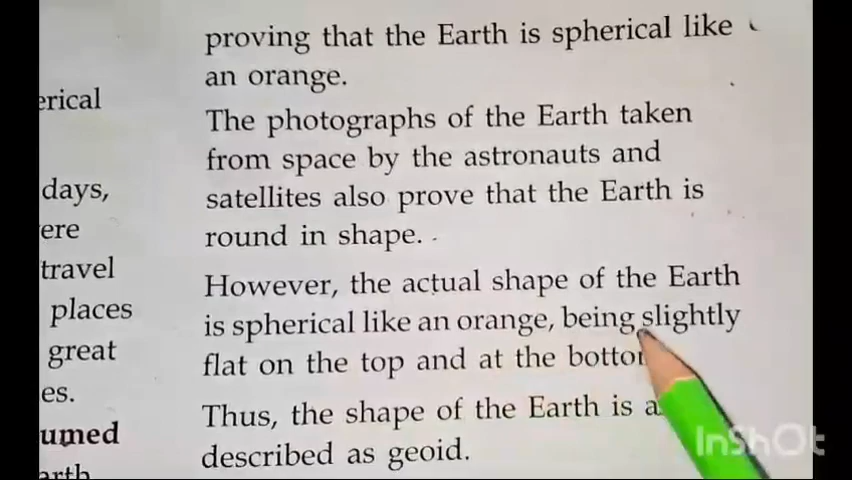 proving that the Earth is spherical like
an orange.
The photographs of the Earth taken
from space by the astronauts and
satellites also prove that the Earth is
round in shape.
However, the actual shape of the Earth
is spherical like an orange, being slightly
flat on the top and at the
Thus, the shape of the Earth is
described as geoid.
erical
days,
ere
travel
places
great
es.
umed
arth
InShOt